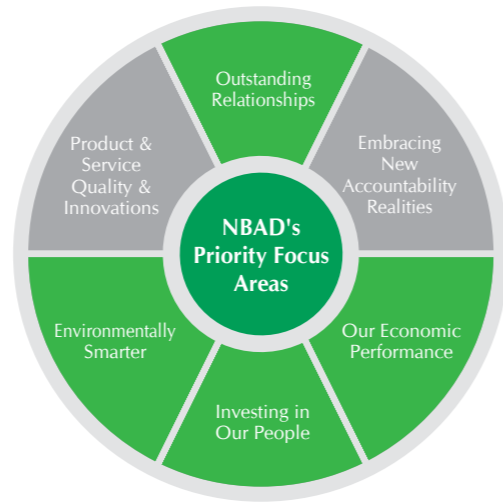 Outstanding
Relationships
Embracing
New
Accountability
Realities
Our Economic
Performance
Investing in
Our People
Environmentally
Smarter
Product &
Service
Quality &
Innovations
NBAD's
Priority Focus
Areas